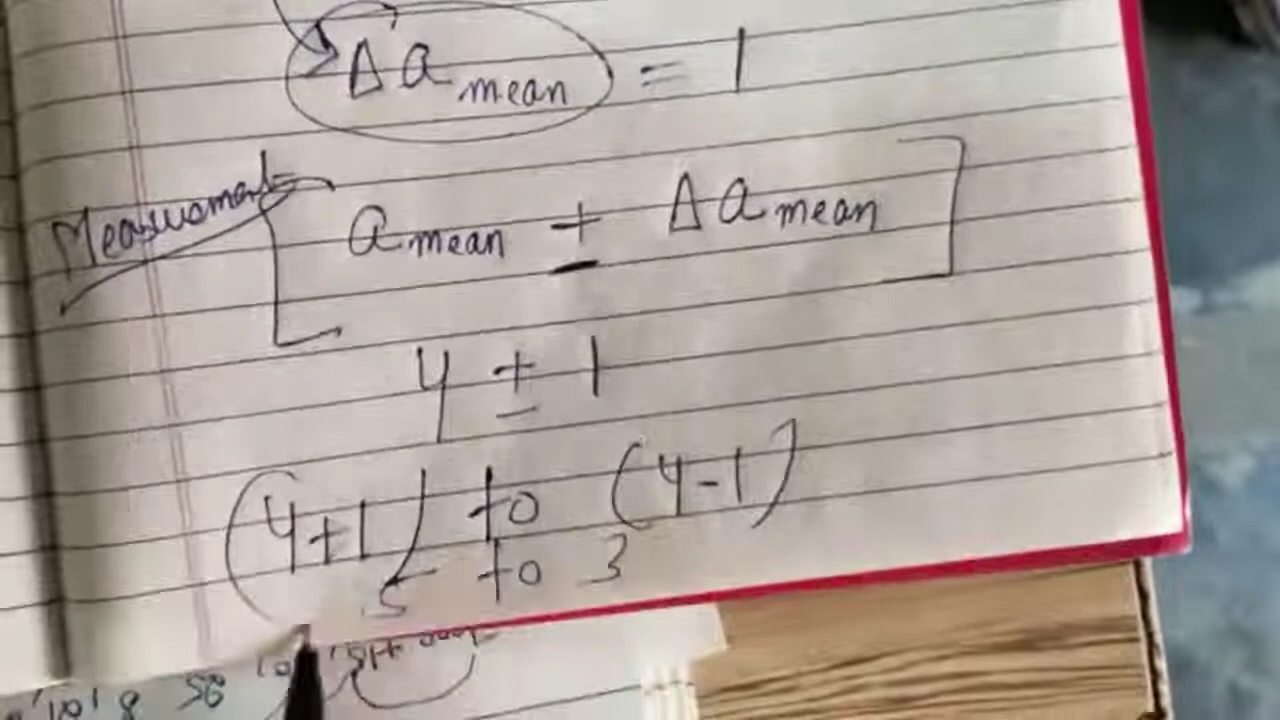 Δa mean = 1
Measurement [ a mean ± Δa mean ]
4 ± 1
(4+1) to (4-1)
5 to 3